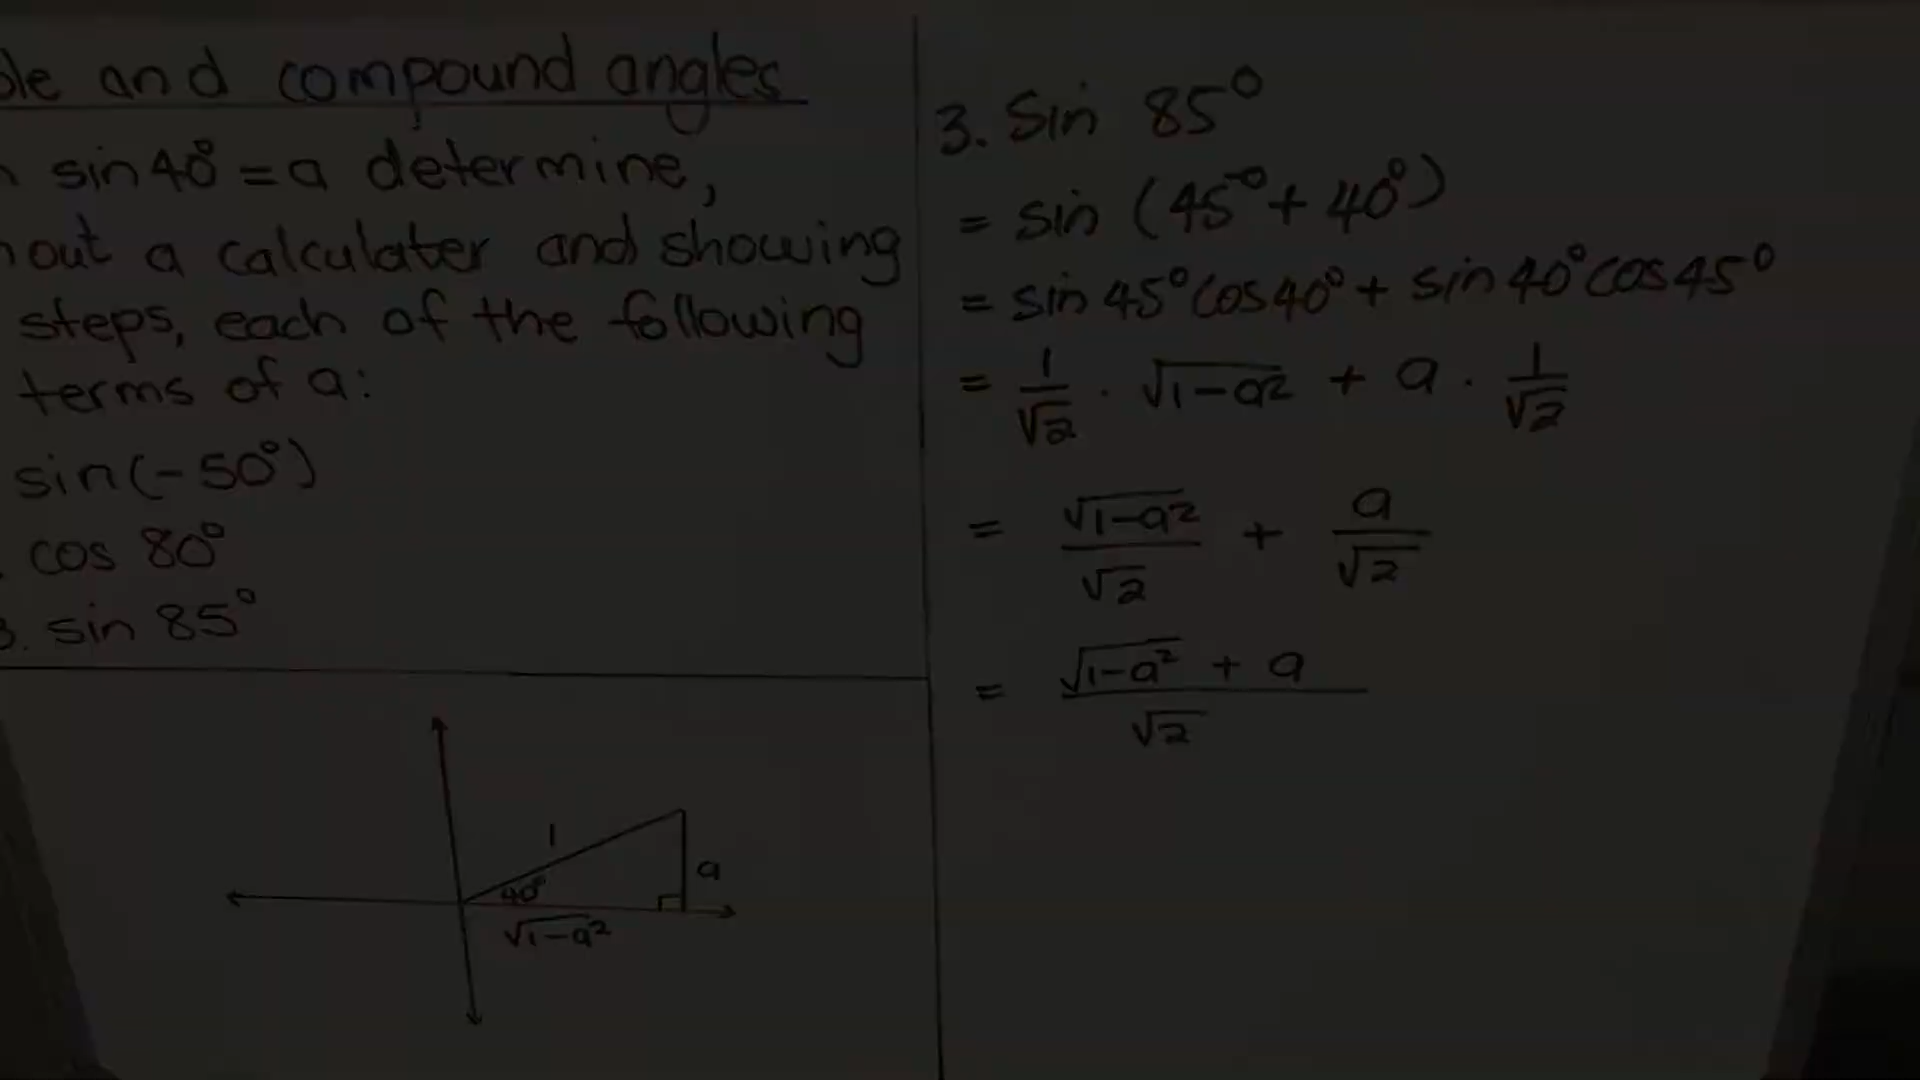 and compound angles
sin 40° = a determine,
out a calculater and showing
steps, each of the following
terms of a:
sin(-50°)
cos 80°
3. sin 85°
1
a
40°
√1-a²
3. Sin 85°
= sin (45° + 40°)
= sin 45° cos 40° + sin 40° cos 45°
= 1/√2 · √1-a² + a · 1/√2
= √1-a²/√2 + a/√2
= √1-a² + a/√2